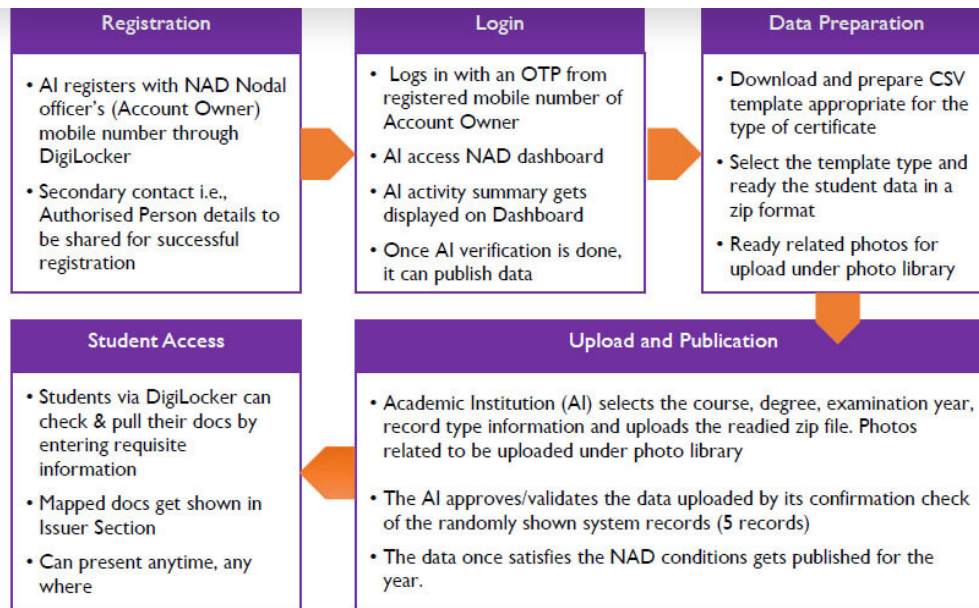 Registration
• AI registers with NAD Nodal
officer's (Account Owner)
mobile number through
DigiLocker
• Secondary contact i.e.,
Authorised Person details to
be shared for successful
registration
Login
• Logs in with an OTP from
registered mobile number of
Account Owner
• AI access NAD dashboard
• AI activity summary gets
displayed on Dashboard
• Once AI verification is done,
it can publish data
Data Preparation
• Download and prepare CSV
template appropriate for the
type of certificate
• Select the template type and
ready the student data in a
zip format
• Ready related photos for
upload under photo library
Upload and Publication
• Academic Institution (AI) selects the course, degree, examination year,
record type information and uploads the readied zip file. Photos
related to be uploaded under photo library
• The AI approves/validates the data uploaded by its confirmation check
of the randomly shown system records (5 records)
• The data once satisfies the NAD conditions gets published for the
year.
Student Access
• Students via DigiLocker can
check & pull their docs by
entering requisite
information
• Mapped docs get shown in
Issuer Section
• Can present anytime, any
where